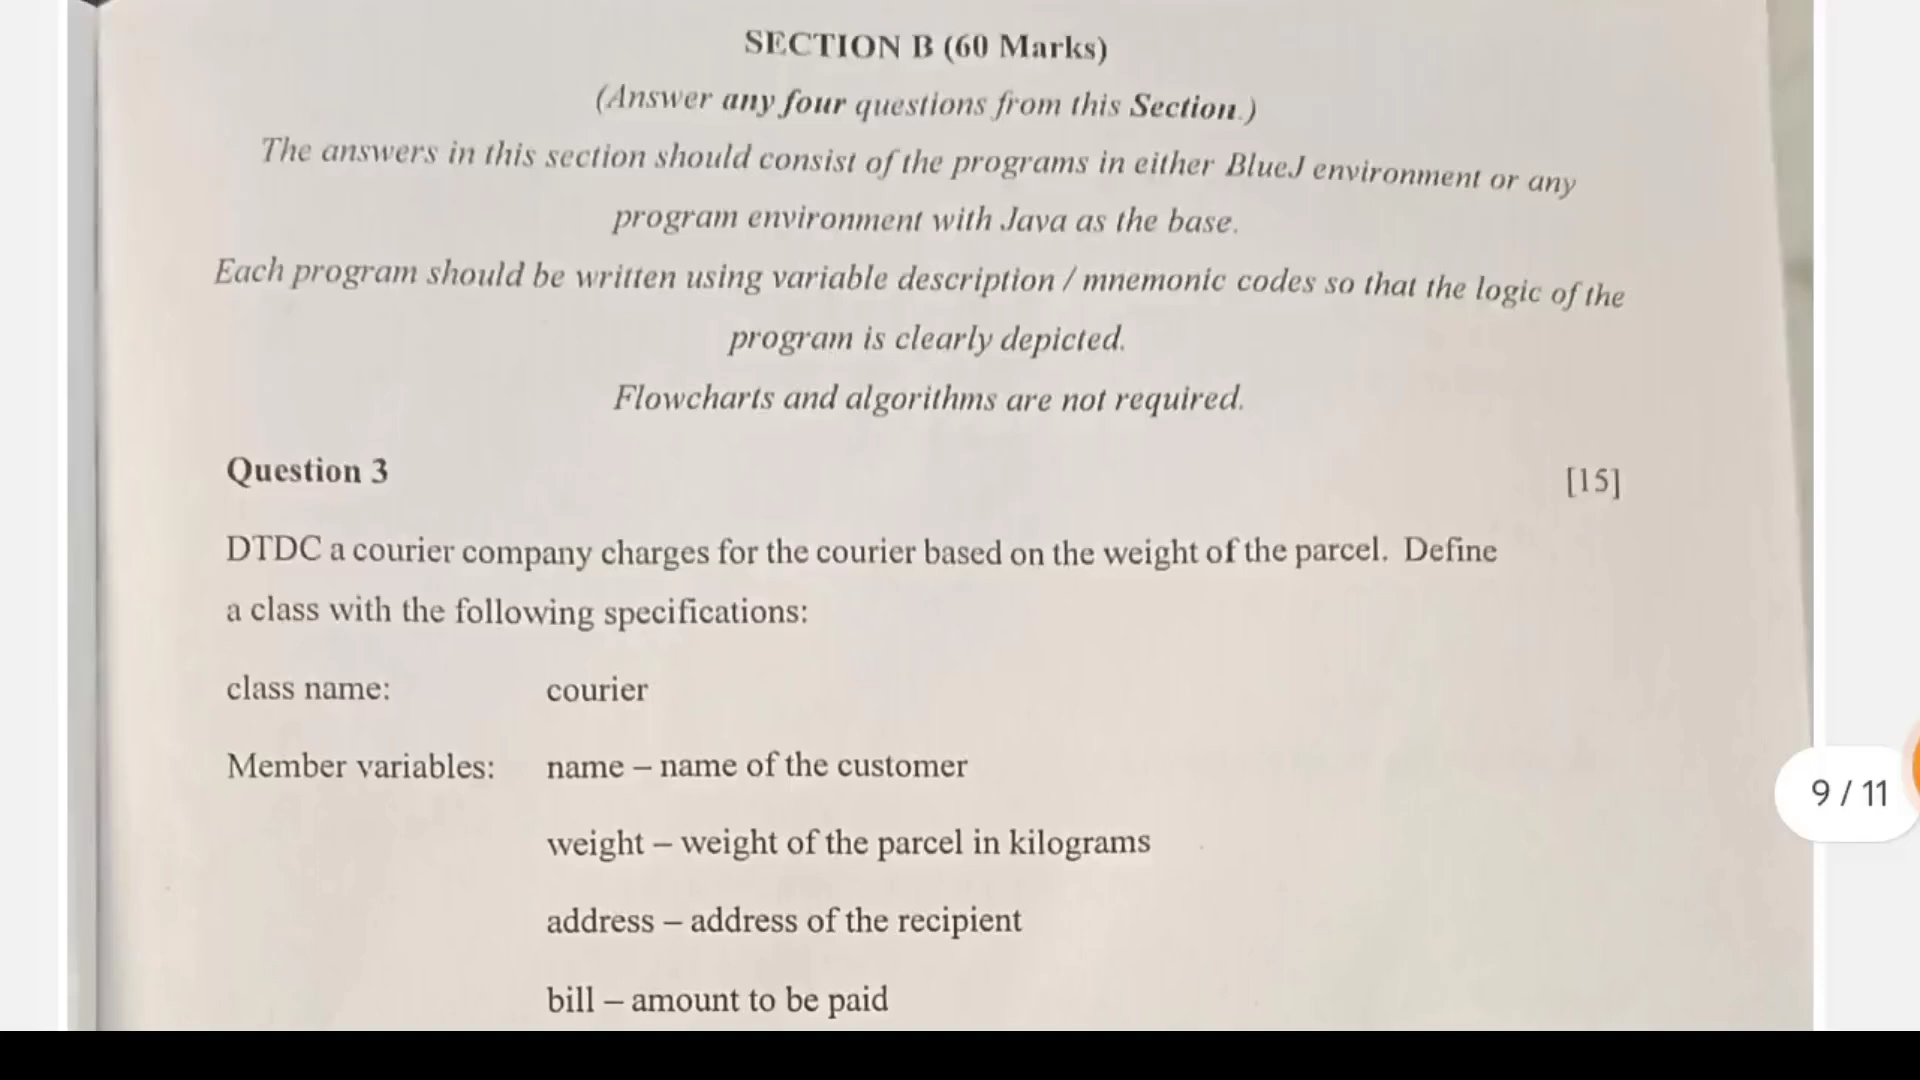 SECTION B (60 Marks)
(Answer any four questions from this Section.)
The answers in this section should consist of the programs in either BlueJ environment or any
program environment with Java as the base.
Each program should be written using variable description / mnemonic codes so that the logic of the
program is clearly depicted.
Flowcharts and algorithms are not required.
Question 3 [15]
DTDC a courier company charges for the courier based on the weight of the parcel. Define
a class with the following specifications:
class name: courier
Member variables: name – name of the customer
weight – weight of the parcel in kilograms
address – address of the recipient
bill – amount to be paid
9 / 11